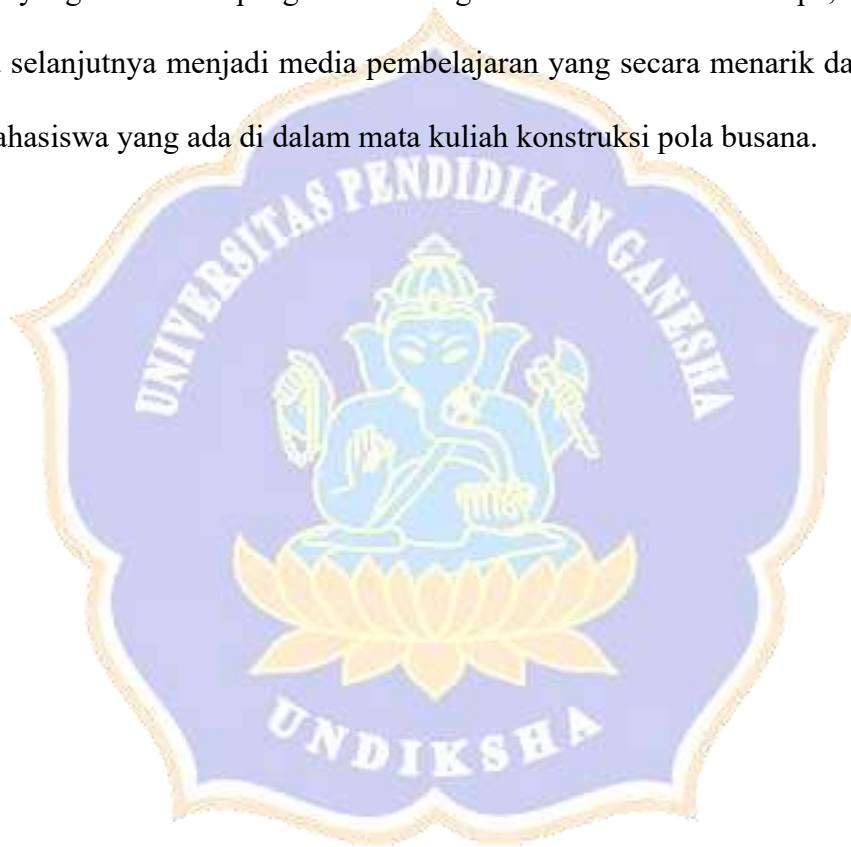 selanjutnya menjadi media pembelajaran yang secara menarik da
ahasiswa yang ada di dalam mata kuliah konstruksi pola busana.
UNIVERSITAS PENDIDIKAN GANESHA
UNDIKSHA